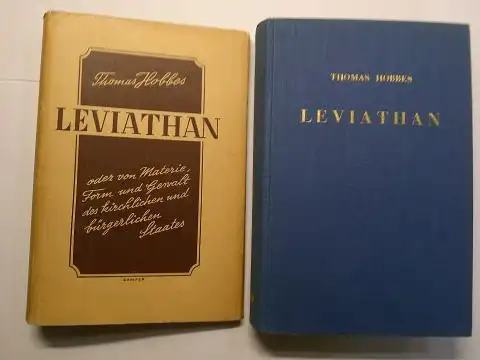 Thomas Hobbes
LEVIATHAN
oder von Materie,
Form und Gewalt
des kirchlichen und
bürgerlichen
Staates
THOMAS HOBBES
LEVIATHAN